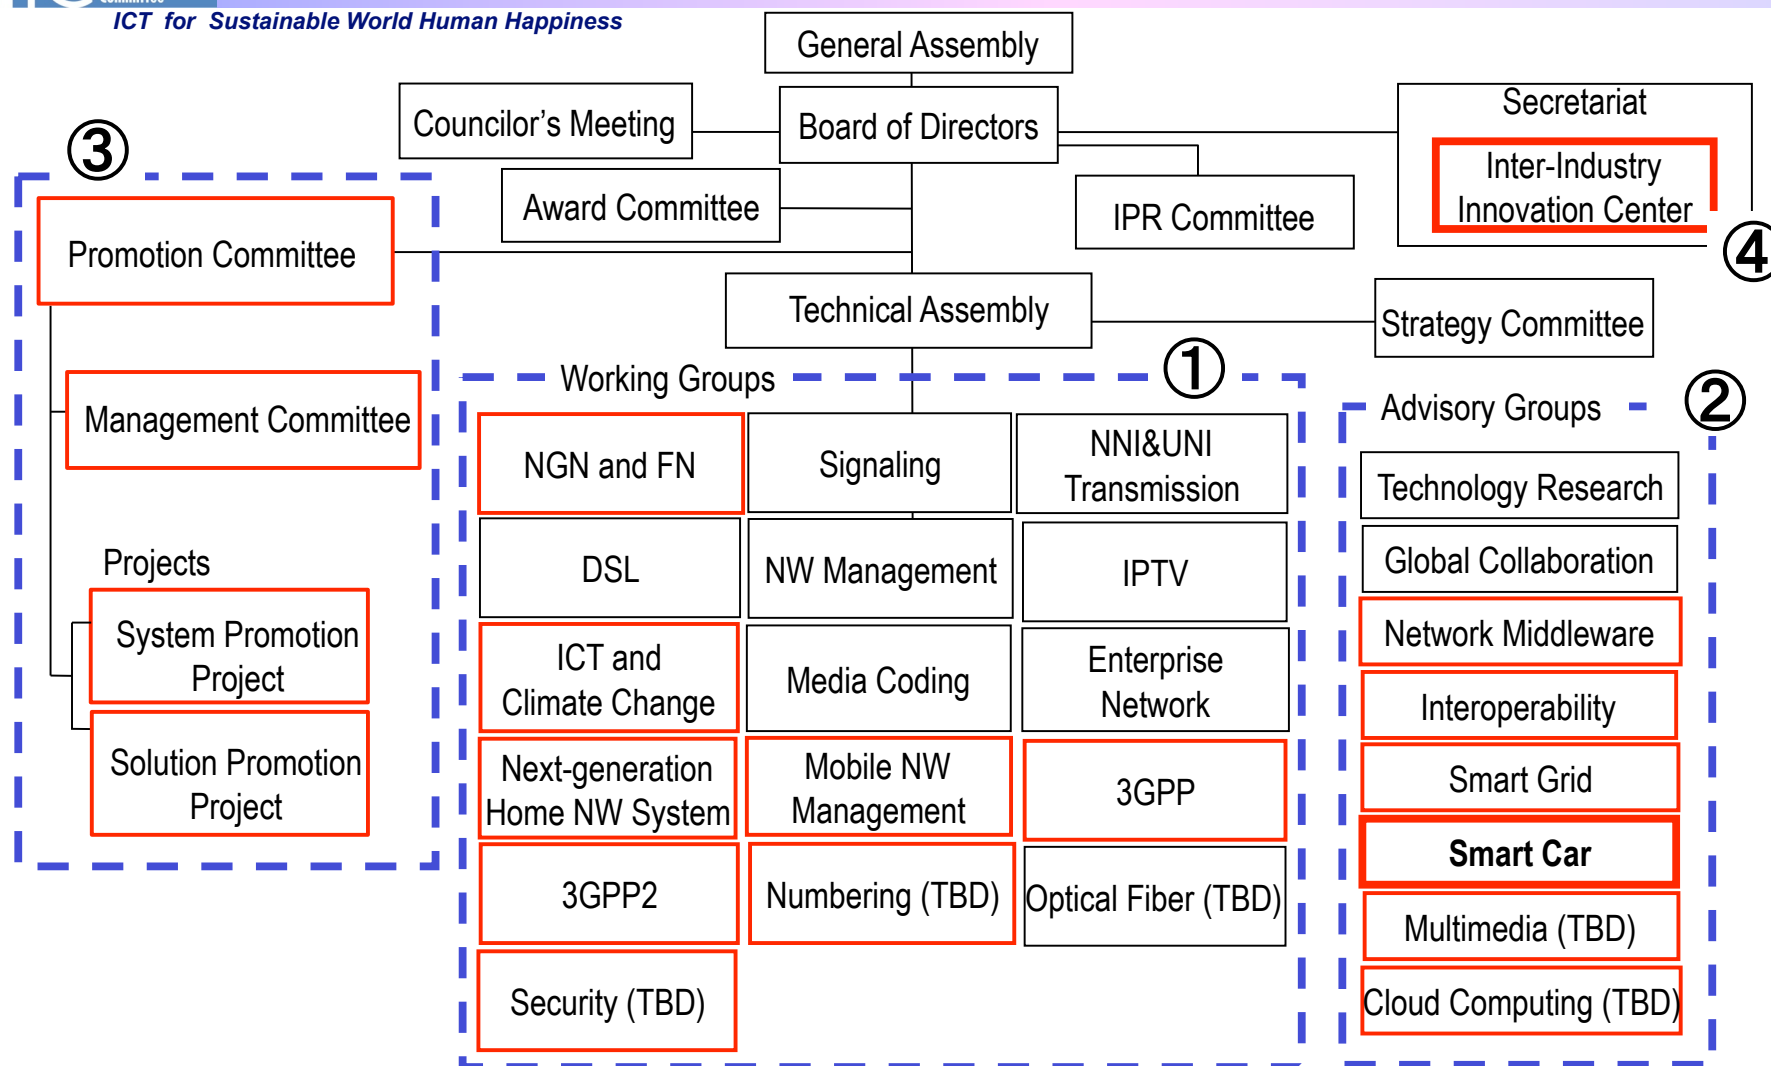 COMMITTEE
ICT for Sustainable World Human Happiness
General Assembly
Councilor's Meeting
Board of Directors
Secretariat
Inter-Industry
Innovation Center
④
Award Committee
IPR Committee
③
Promotion Committee
Technical Assembly
Strategy Committee
Management Committee
Projects
System Promotion
Project
Solution Promotion
Project
Working Groups
①
NGN and FN
Signaling
NNI&UNI
Transmission
DSL
NW Management
IPTV
ICT and
Climate Change
Media Coding
Enterprise
Network
Next-generation
Home NW System
Mobile NW
Management
3GPP
3GPP2
Numbering (TBD)
Optical Fiber (TBD)
Security (TBD)
Advisory Groups
②
Technology Research
Global Collaboration
Network Middleware
Interoperability
Smart Grid
Smart Car
Multimedia (TBD)
Cloud Computing (TBD)